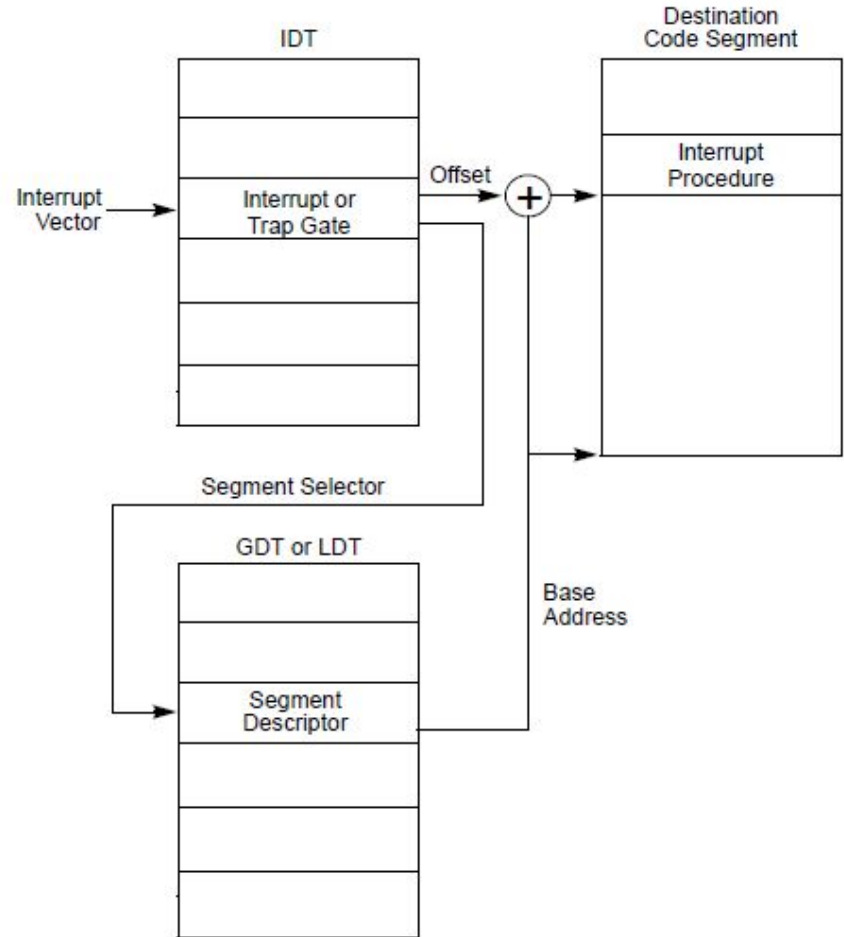 IDT
Destination
Code Segment
Interrupt
Vector
Interrupt or
Trap Gate
Offset
+
Interrupt
Procedure
Segment Selector
GDT or LDT
Base
Address
Segment
Descriptor